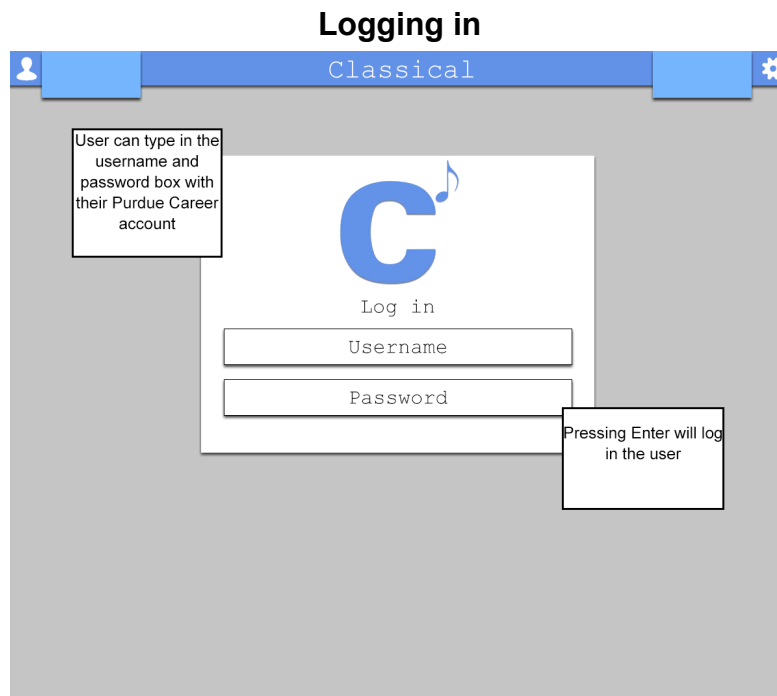 Logging in
Classical
User can type in the
username and
password box with
their Purdue Career
account
C
Log in
Username
Password
Pressing Enter will log
in the user